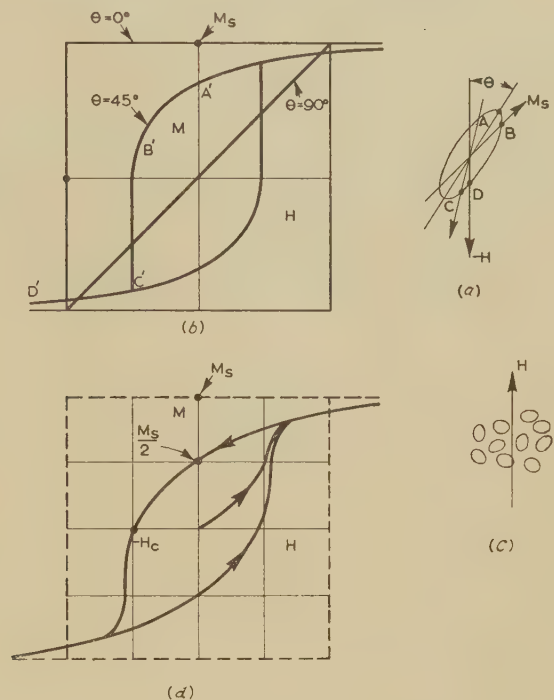 θ=0°
Ms
θ=45°
A'
θ=90°
M
B'
H
D'
C'
(b)
θ
Ms
A
B
C
D
-H
(a)
Ms
M
Ms/2
-Hc
H
(d)
H
(c)